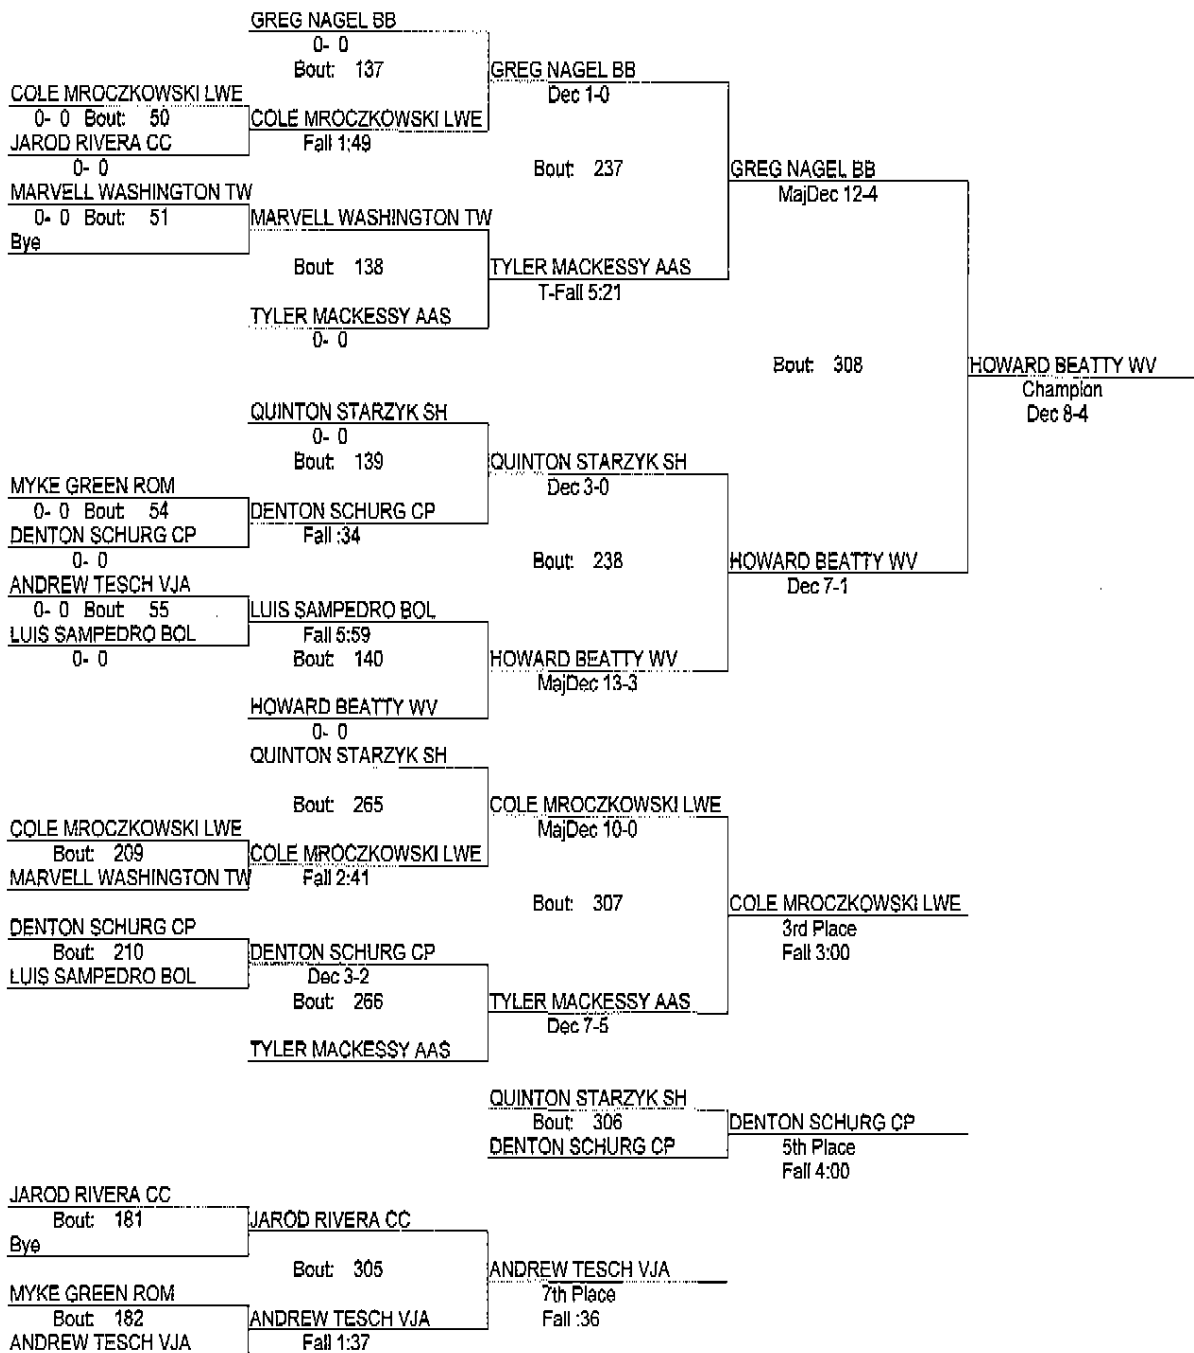 GREG NAGEL BB
0- 0
Bout: 137
GREG NAGEL BB
Dec 1-0
COLE MROCZKOWSKI LWE
0- 0 Bout: 50
COLE MROCZKOWSKI LWE
Fall 1:49
JAROD RIVERA CC
0- 0
Bout: 237
GREG NAGEL BB
MajDec 12-4
MARVELL WASHINGTON TW
0- 0 Bout: 51
MARVELL WASHINGTON TW
Bye
Bout: 138
TYLER MACKESSY AAS
T-Fall 5:21
TYLER MACKESSY AAS
0- 0
Bout: 308
HOWARD BEATTY WV
Champion
Dec 8-4
QUINTON STARZYK SH
0- 0
Bout: 139
QUINTON STARZYK SH
Dec 3-0
MYKE GREEN ROM
0- 0 Bout: 54
DENTON SCHURG CP
Fall :34
DENTON SCHURG CP
0- 0
Bout: 238
HOWARD BEATTY WV
Dec 7-1
ANDREW TESCH VJA
0- 0 Bout: 55
LUIS SAMPEDRO BOL
Fall 5:59
LUIS SAMPEDRO BOL
0- 0
Bout: 140
HOWARD BEATTY WV
MajDec 13-3
HOWARD BEATTY WV
0- 0
QUINTON STARZYK SH
Bout: 265
COLE MROCZKOWSKI LWE
MajDec 10-0
COLE MROCZKOWSKI LWE
Bout: 209
COLE MROCZKOWSKI LWE
Fall 2:41
MARVELL WASHINGTON TW
Bout: 307
COLE MROCZKOWSKI LWE
3rd Place
Fall 3:00
DENTON SCHURG CP
Bout: 210
DENTON SCHURG CP
Dec 3-2
LUIS SAMPEDRO BOL
Bout: 266
TYLER MACKESSY AAS
Dec 7-5
TYLER MACKESSY AAS
QUINTON STARZYK SH
Bout: 306
DENTON SCHURG CP
5th Place
Fall 4:00
DENTON SCHURG CP
JAROD RIVERA CC
Bout: 181
JAROD RIVERA CC
Bye
Bout: 305
ANDREW TESCH VJA
7th Place
Fall :36
MYKE GREEN ROM
Bout: 182
ANDREW TESCH VJA
Fall 1:37
ANDREW TESCH VJA